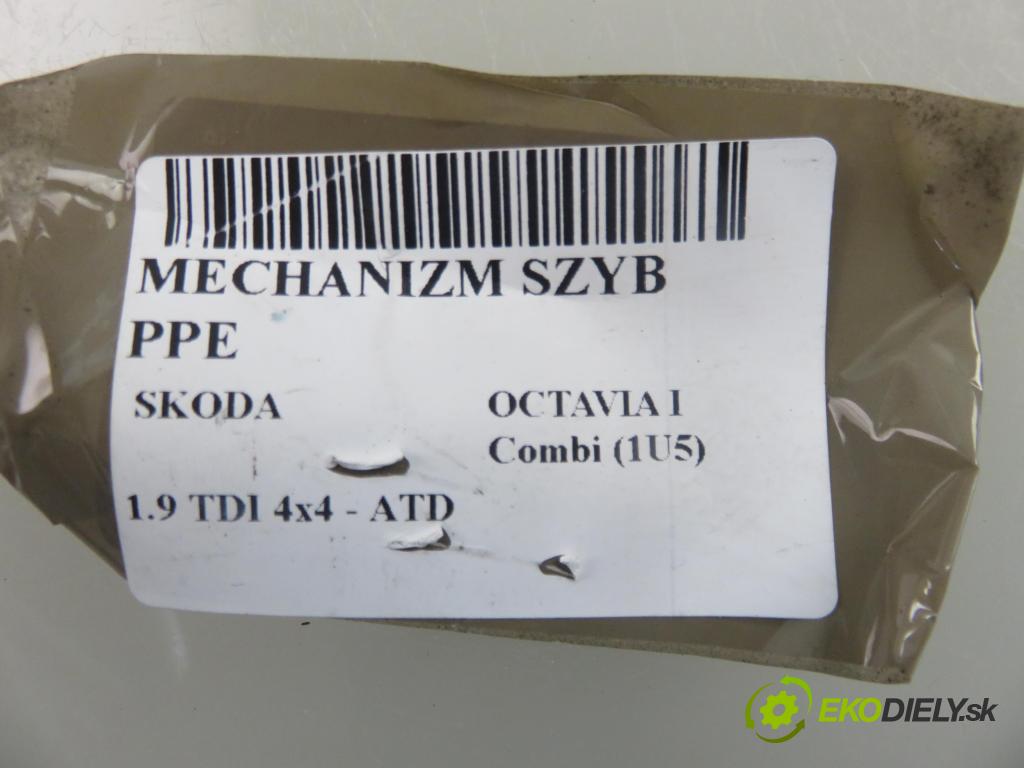 MECHANIZM SZYB
PPE
SKODA
OCTAVIA I
Combi (1U5)
1.9 TDI 4x4 - ATD
EKODIELY.sk